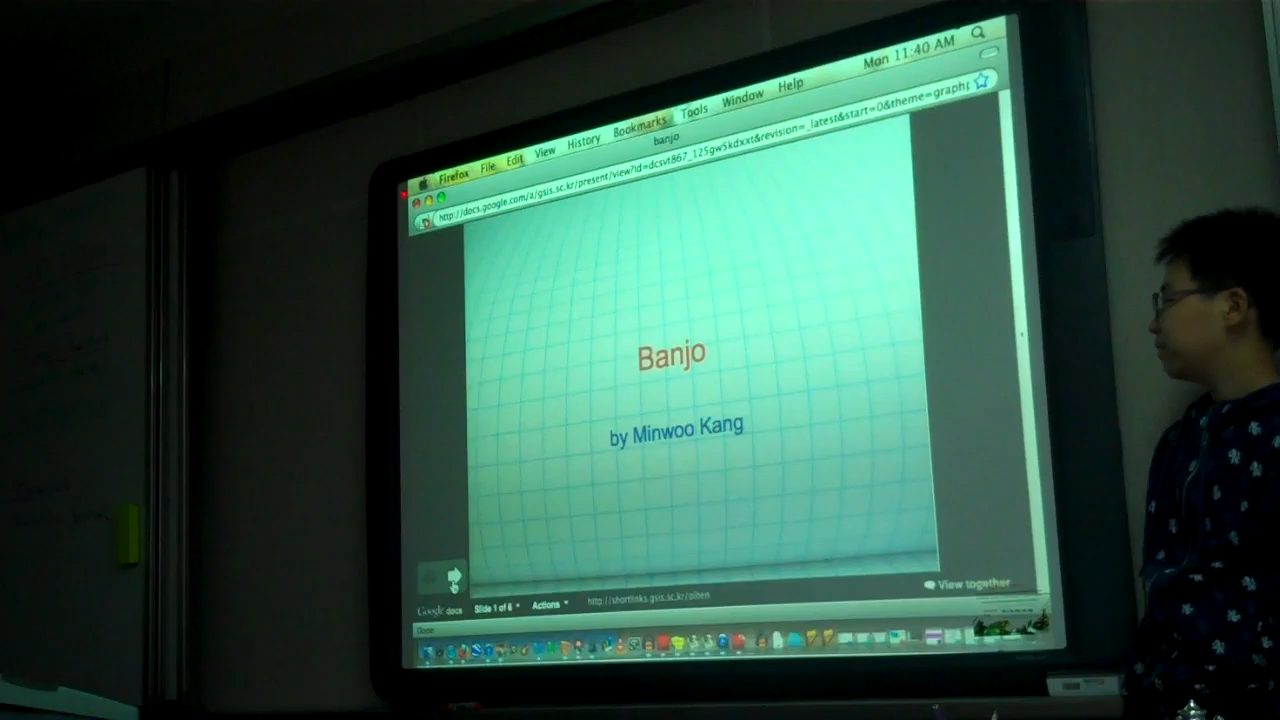 Firefox File Edit View History Bookmarks Tools Window Help Mon 11:40 AM
banjo
http://docs.google.com/a/gsis.sc.kr/present/view?id=dcsvt867_125gw5kdxxt&revision=_latest&start=0&theme=graphp
Banjo
by Minwoo Kang
View together
Google docs Slide 1 of 6 Actions http://shortlinks.gsis.sc.kr/
Done